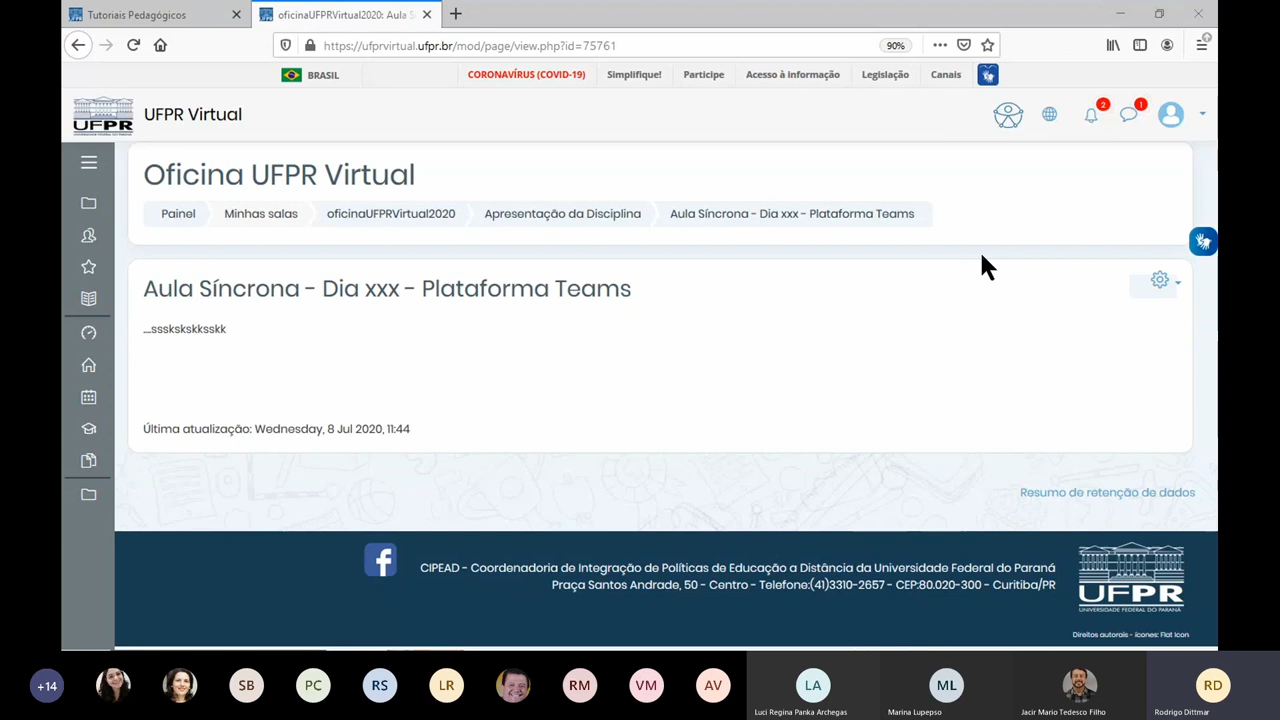 Tutoriais Pedagógicos
oficinaUFPRVirtual2020: Aula S
https://ufprvirtual.ufpr.br/mod/page/view.php?id=75761
90%
BRASIL
CORONAVÍRUS (COVID-19)
Simplifique!
Participe
Acesso à informação
Legislação
Canais
UFPR
UFPR Virtual
2
1
Oficina UFPR Virtual
Painel
Minhas salas
oficinaUFPRVirtual2020
Apresentação da Disciplina
Aula Síncrona - Dia xxx - Plataforma Teams
Aula Síncrona - Dia xxx - Plataforma Teams
...ssskskskksskk
Última atualização: Wednesday, 8 Jul 2020, 11:44
Resumo de retenção de dados
CIPEAD - Coordenadoria de Integração de Políticas de Educação a Distância da Universidade Federal do Paraná
Praça Santos Andrade, 50 - Centro - Telefone:(41)3310-2657 - CEP:80.020-300 - Curitiba/PR
UFPR
UNIVERSIDADE FEDERAL DO PARANÁ
Direitos autorais - ícones: Flat Icon
+14
SB
PC
RS
LR
RM
VM
AV
LA
ML
RD
Luci Regina Panka Archegas
Marina Lupepso
Jacir Mario Tedesco Filho
Rodrigo Dittmar